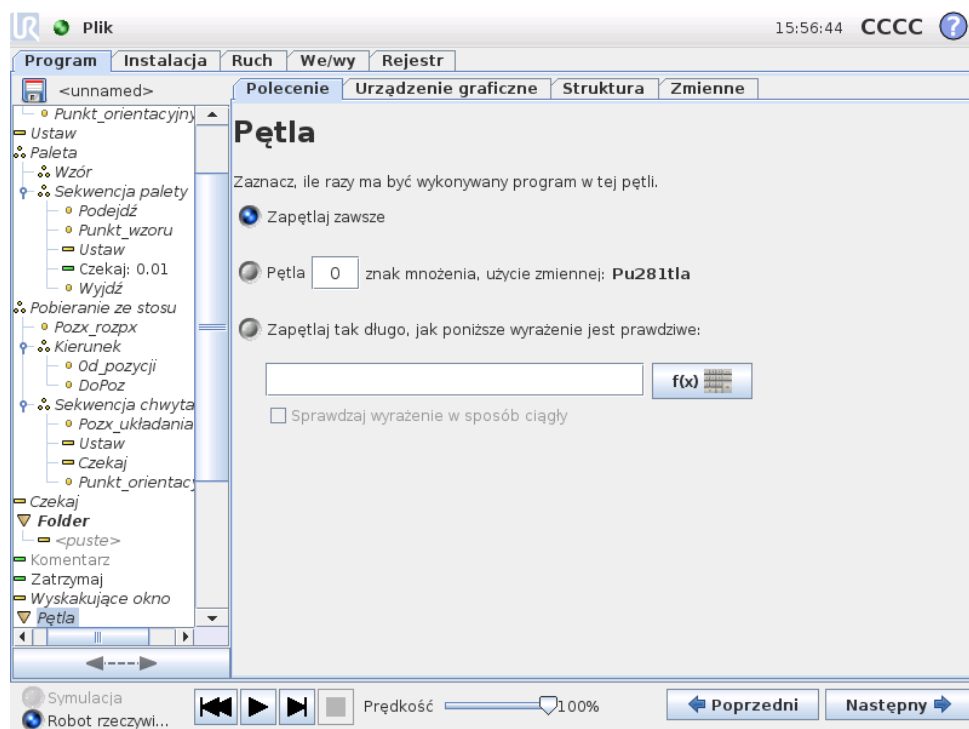 UR Plik 15:56:44 CCCC ?
Program Instalacja Ruch We/wy Rejestr
<unnamed>
Polecenie Urządzenie graficzne Struktura Zmienne
Punkt_orientacyjny
Ustaw
Paleta
Wzór
Sekwencja palety
Podejdź
Punkt_wzoru
Ustaw
Czekaj: 0.01
Wyjdź
Pobieranie ze stosu
Pozx_rozpx
Kierunek
Od_pozycji
DoPoz
Sekwencja chwyta
Pozx_układania
Ustaw
Czekaj
Punkt_orientacy
Czekaj
Folder
<puste>
Komentarz
Zatrzymaj
Wyskakujące okno
Pętla
Pętla
Zaznacz, ile razy ma być wykonywany program w tej pętli.
Zapętlaj zawsze
Pętla 0 znak mnożenia, użycie zmiennej: Pu281tla
Zapętlaj tak długo, jak poniższe wyrażenie jest prawdziwe:
f(x)
Sprawdzaj wyrażenie w sposób ciągły
Symulacja
Robot rzeczywi...
Prędkość 100%
Poprzedni Następny